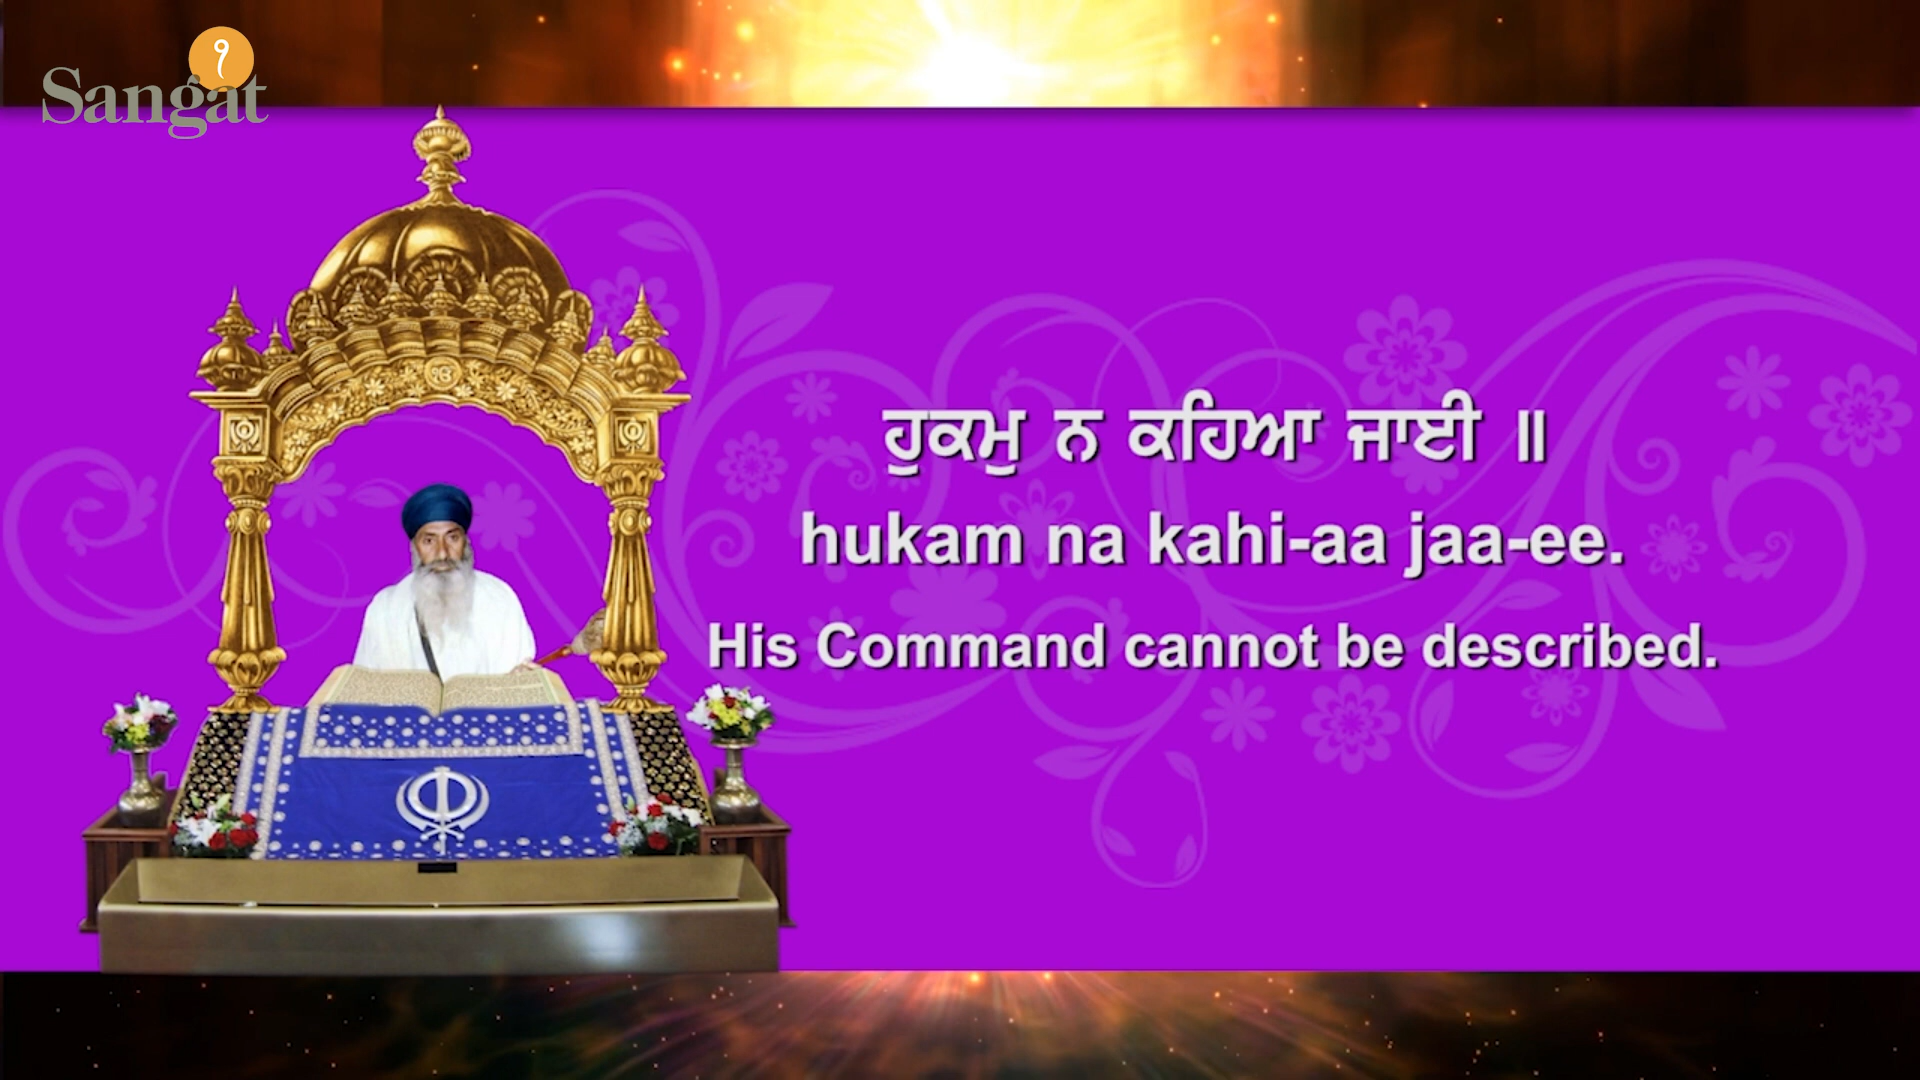 Sangat
ਹੁਕਮੁ ਨ ਕਹਿਆ ਜਾਈ ॥
hukam na kahi-aa jaa-ee.
His Command cannot be described.